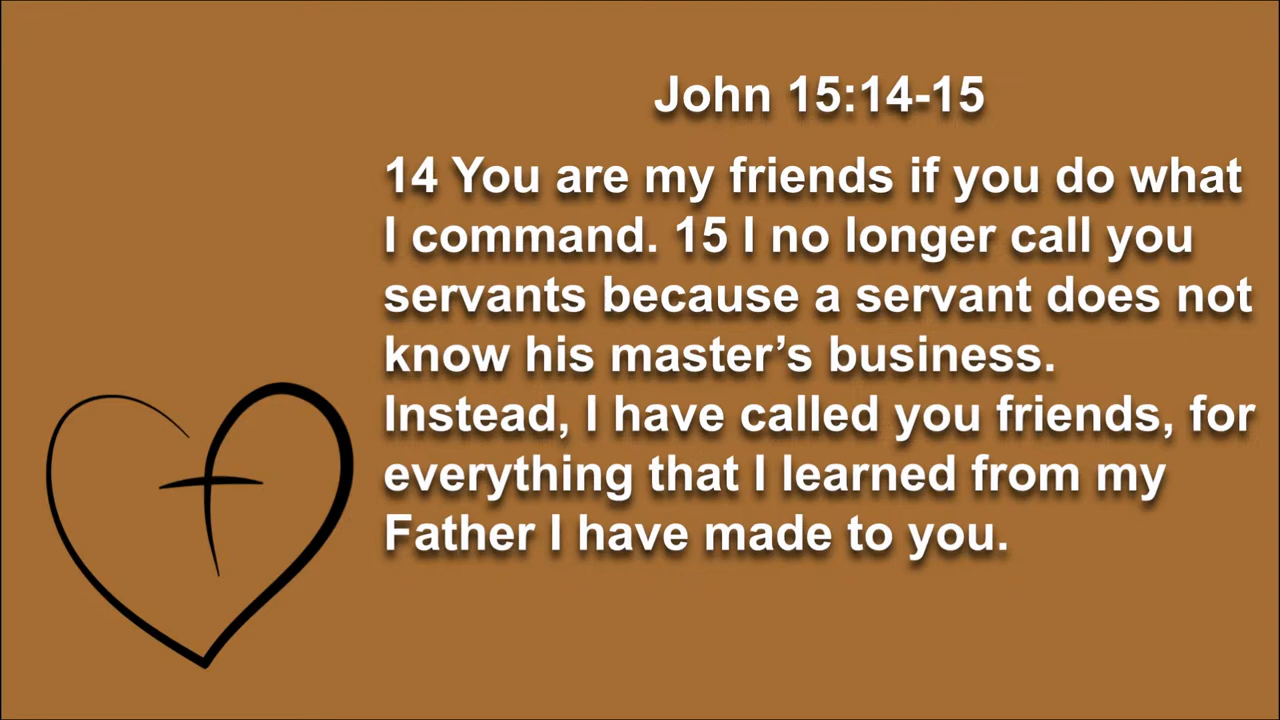 John 15:14-15
14 You are my friends if you do what
I command. 15 I no longer call you
servants because a servant does not
know his master’s business.
Instead, I have called you friends, for
everything that I learned from my
Father I have made to you.